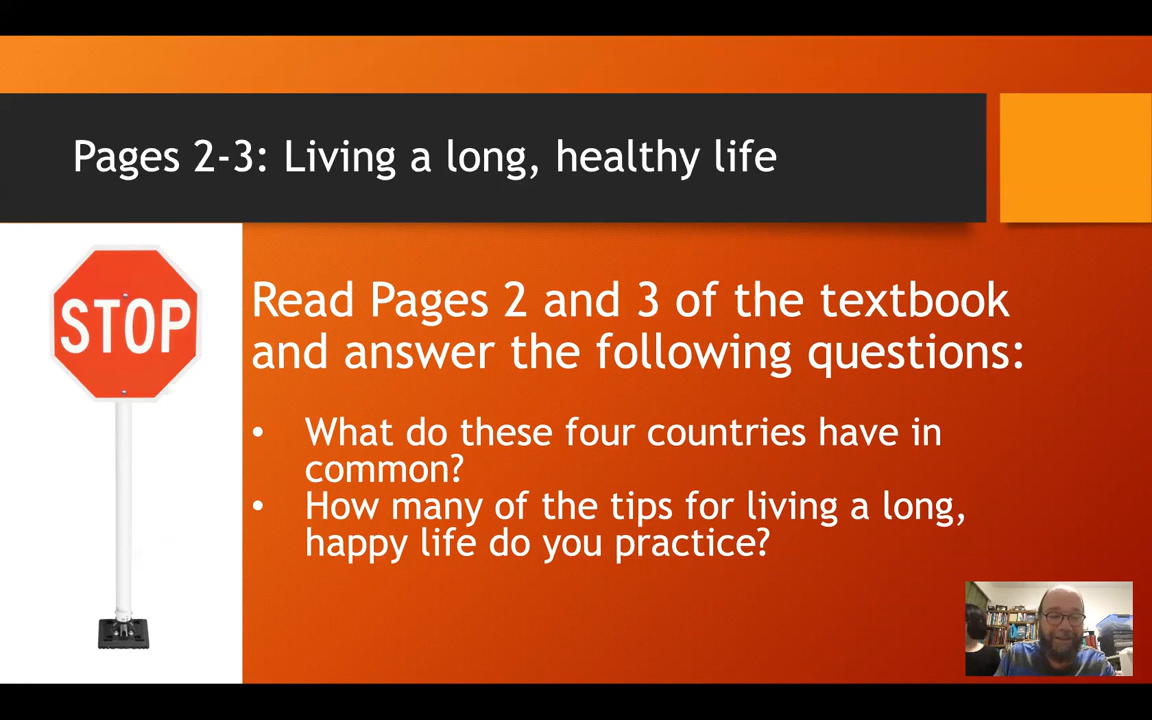 Pages 2-3: Living a long, healthy life
STOP
Read Pages 2 and 3 of the textbook
and answer the following questions:
• What do these four countries have in
common?
• How many of the tips for living a long,
happy life do you practice?